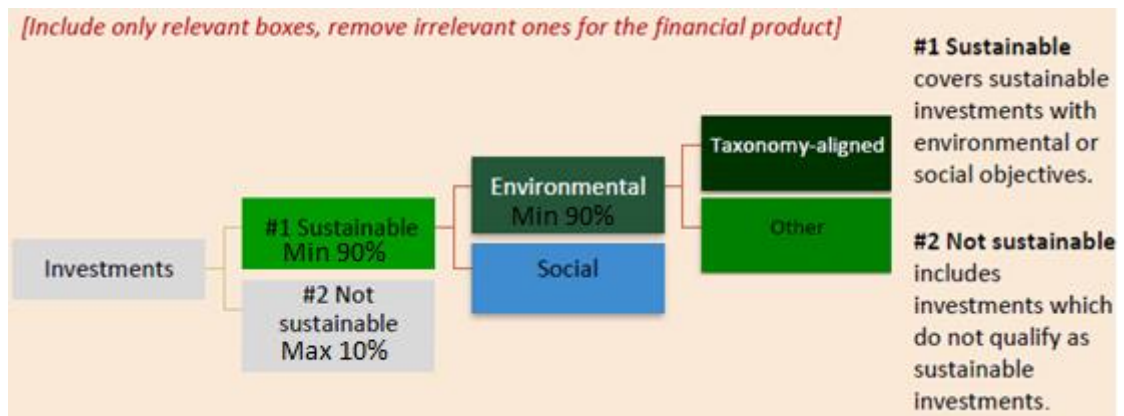 [Include only relevant boxes, remove irrelevant ones for the financial product]
Investments
#1 Sustainable
Min 90%
#2 Not
sustainable
Max 10%
Environmental
Min 90%
Social
Taxonomy-aligned
Other
#1 Sustainable
covers sustainable
investments with
environmental or
social objectives.
#2 Not sustainable
includes
investments which
do not qualify as
sustainable
investments.